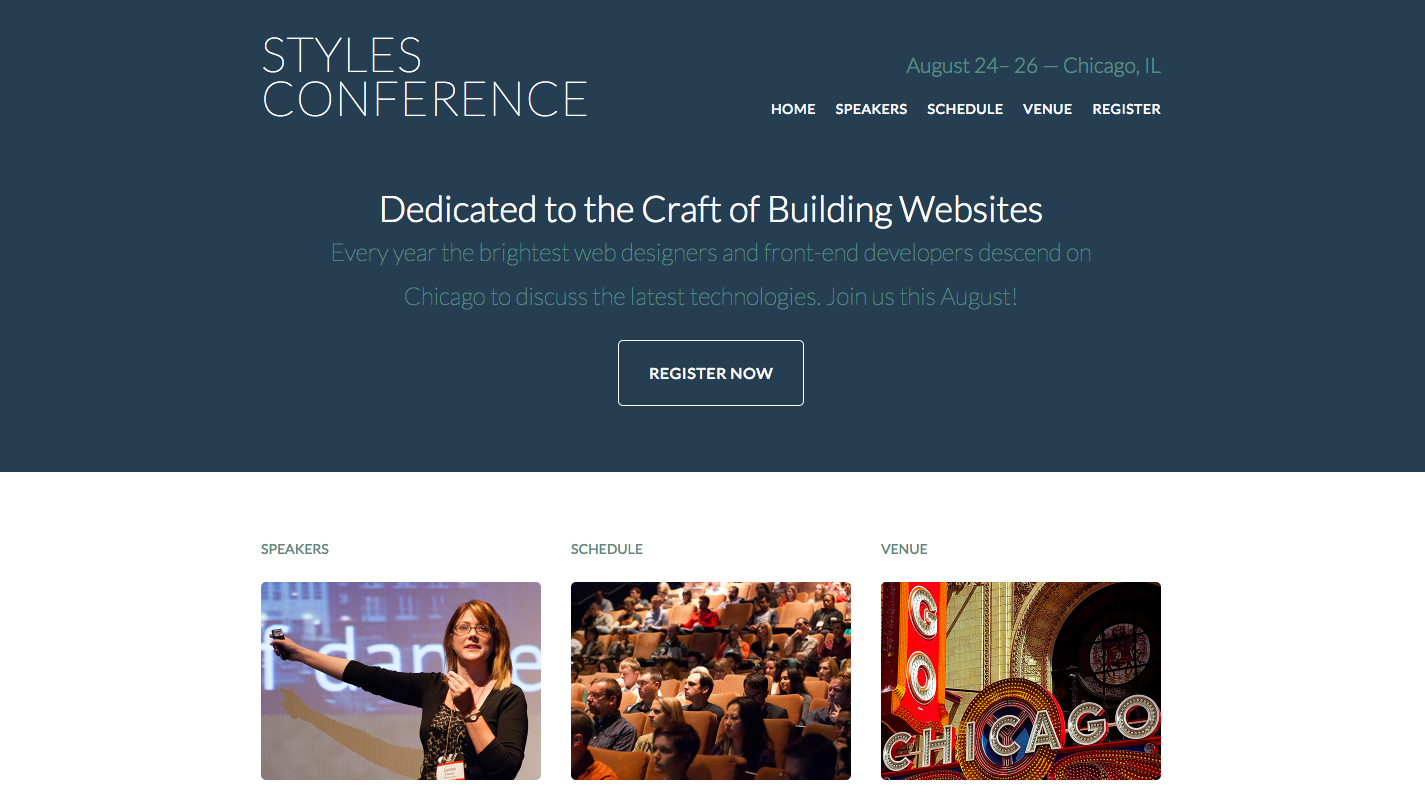 STYLES
CONFERENCE
August 24– 26 — Chicago, IL
HOME SPEAKERS SCHEDULE VENUE REGISTER
Dedicated to the Craft of Building Websites
Every year the brightest web designers and front-end developers descend on
Chicago to discuss the latest technologies. Join us this August!
REGISTER NOW
SPEAKERS SCHEDULE VENUE
CHICAGO